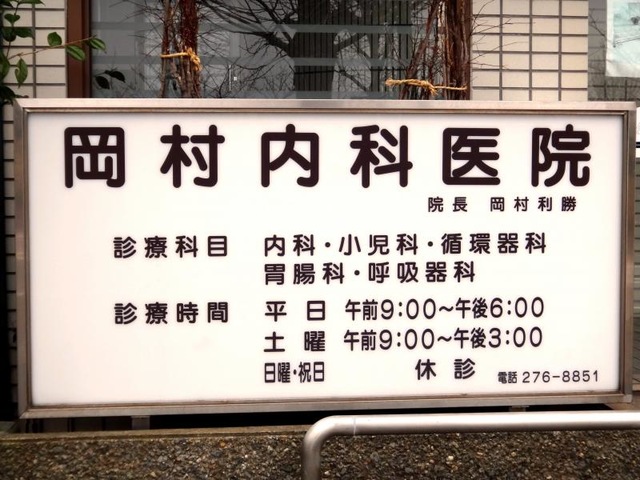 岡村内科医院
院長 岡村利勝
診療科目 内科・小児科・循環器科
胃腸科・呼吸器科
診療時間 平日 午前9:00〜午後6:00
土曜 午前9:00〜午後3:00
日曜・祝日 休診 電話 276-8851